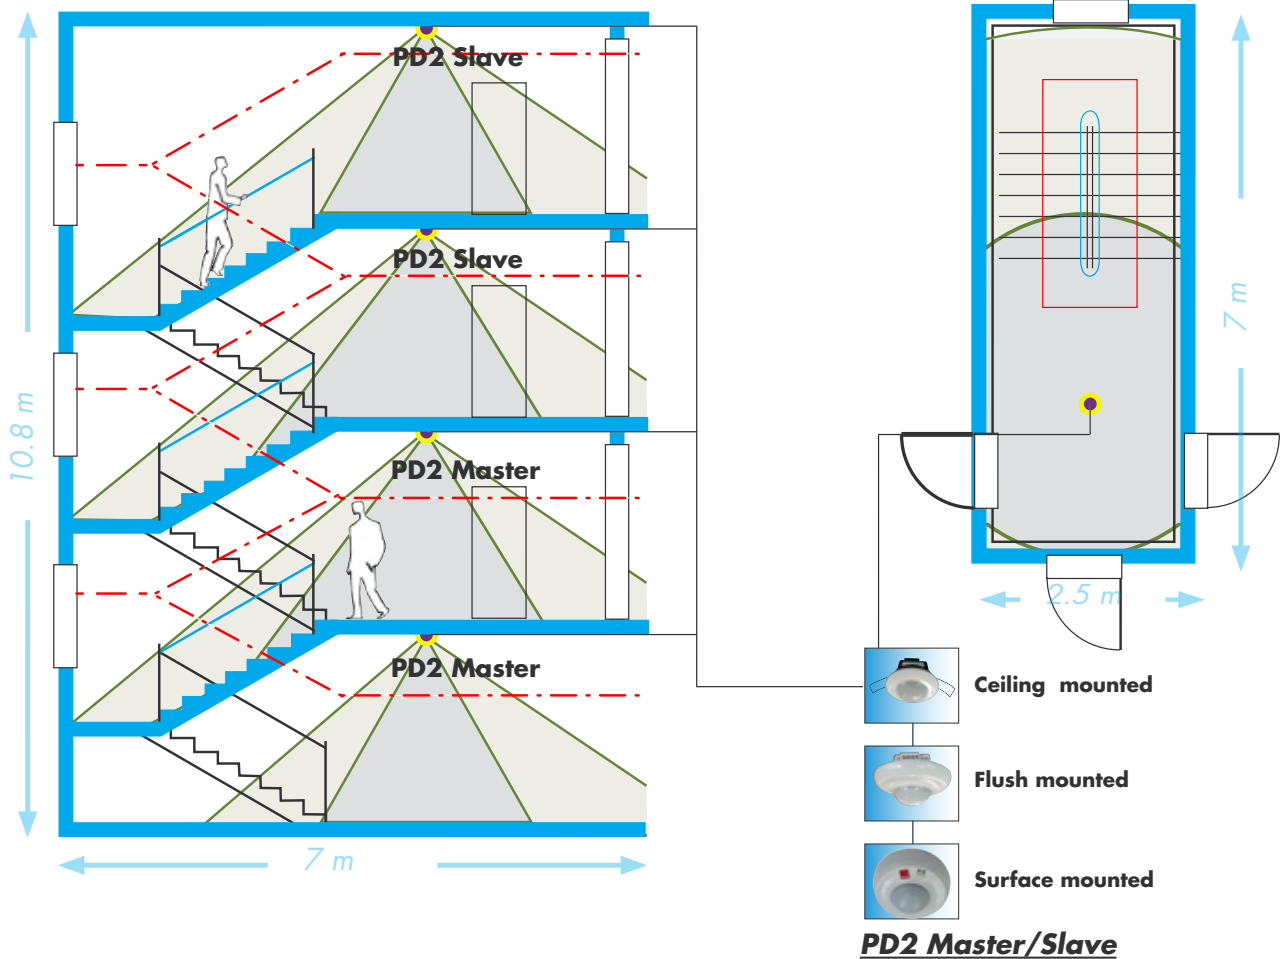 PD2 Slave
PD2 Slave
PD2 Master
PD2 Master
10.8 m
7 m
7 m
2.5 m
Ceiling mounted
Flush mounted
Surface mounted
PD2 Master/Slave